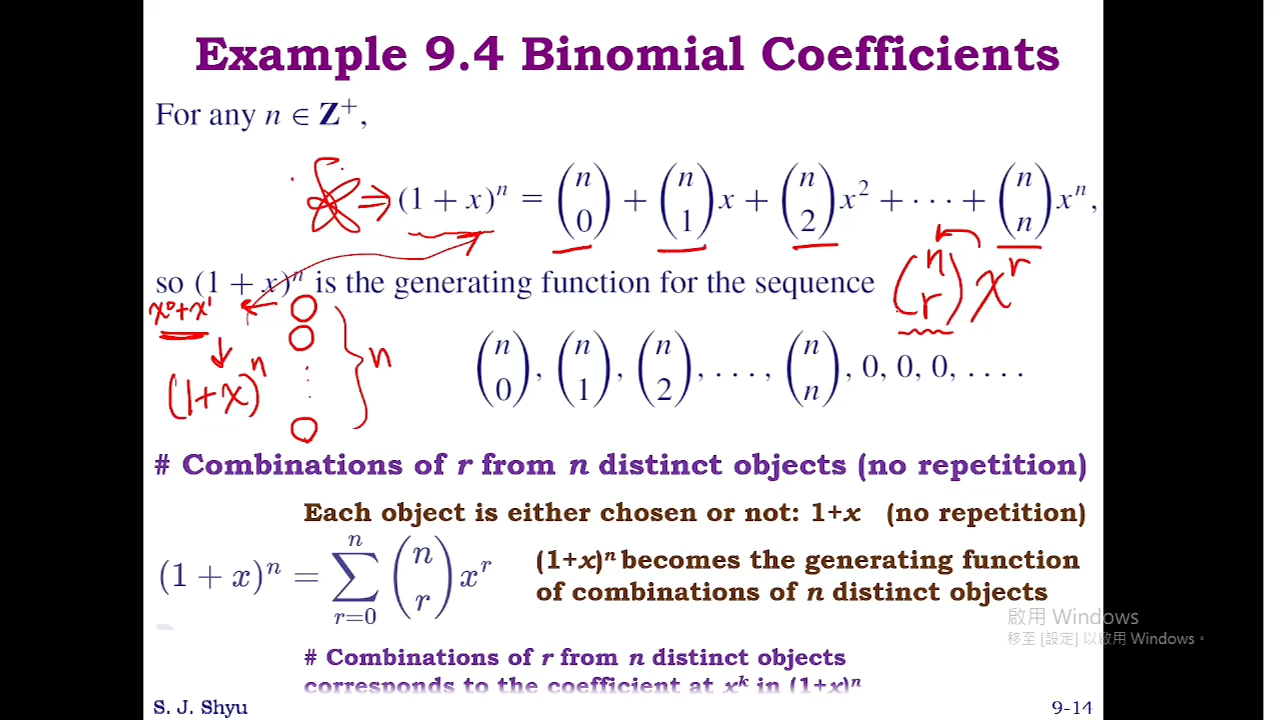 Example 9.4 Binomial Coefficients
For any n ∈ Z⁺,
⇒ (1 + x)ⁿ = (n 0) + (n 1)x + (n 2)x² + · · · + (n n)xⁿ,
so (1 + x)ⁿ is the generating function for the sequence
(n r) xʳ
x⁰+x¹
(1+x)ⁿ
n
(n 0), (n 1), (n 2), . . . , (n n), 0, 0, 0, . . . .
# Combinations of r from n distinct objects (no repetition)
Each object is either chosen or not: 1+x (no repetition)
(1 + x)ⁿ = ∑ r=0 n (n r) xʳ
(1+x)ⁿ becomes the generating function
of combinations of n distinct objects
啟用 Windows
移至 [設定] 以啟用 Windows。
# Combinations of r from n distinct objects
corresponds to the coefficient at xᵏ in (1+x)ⁿ
S. J. Shyu
9-14